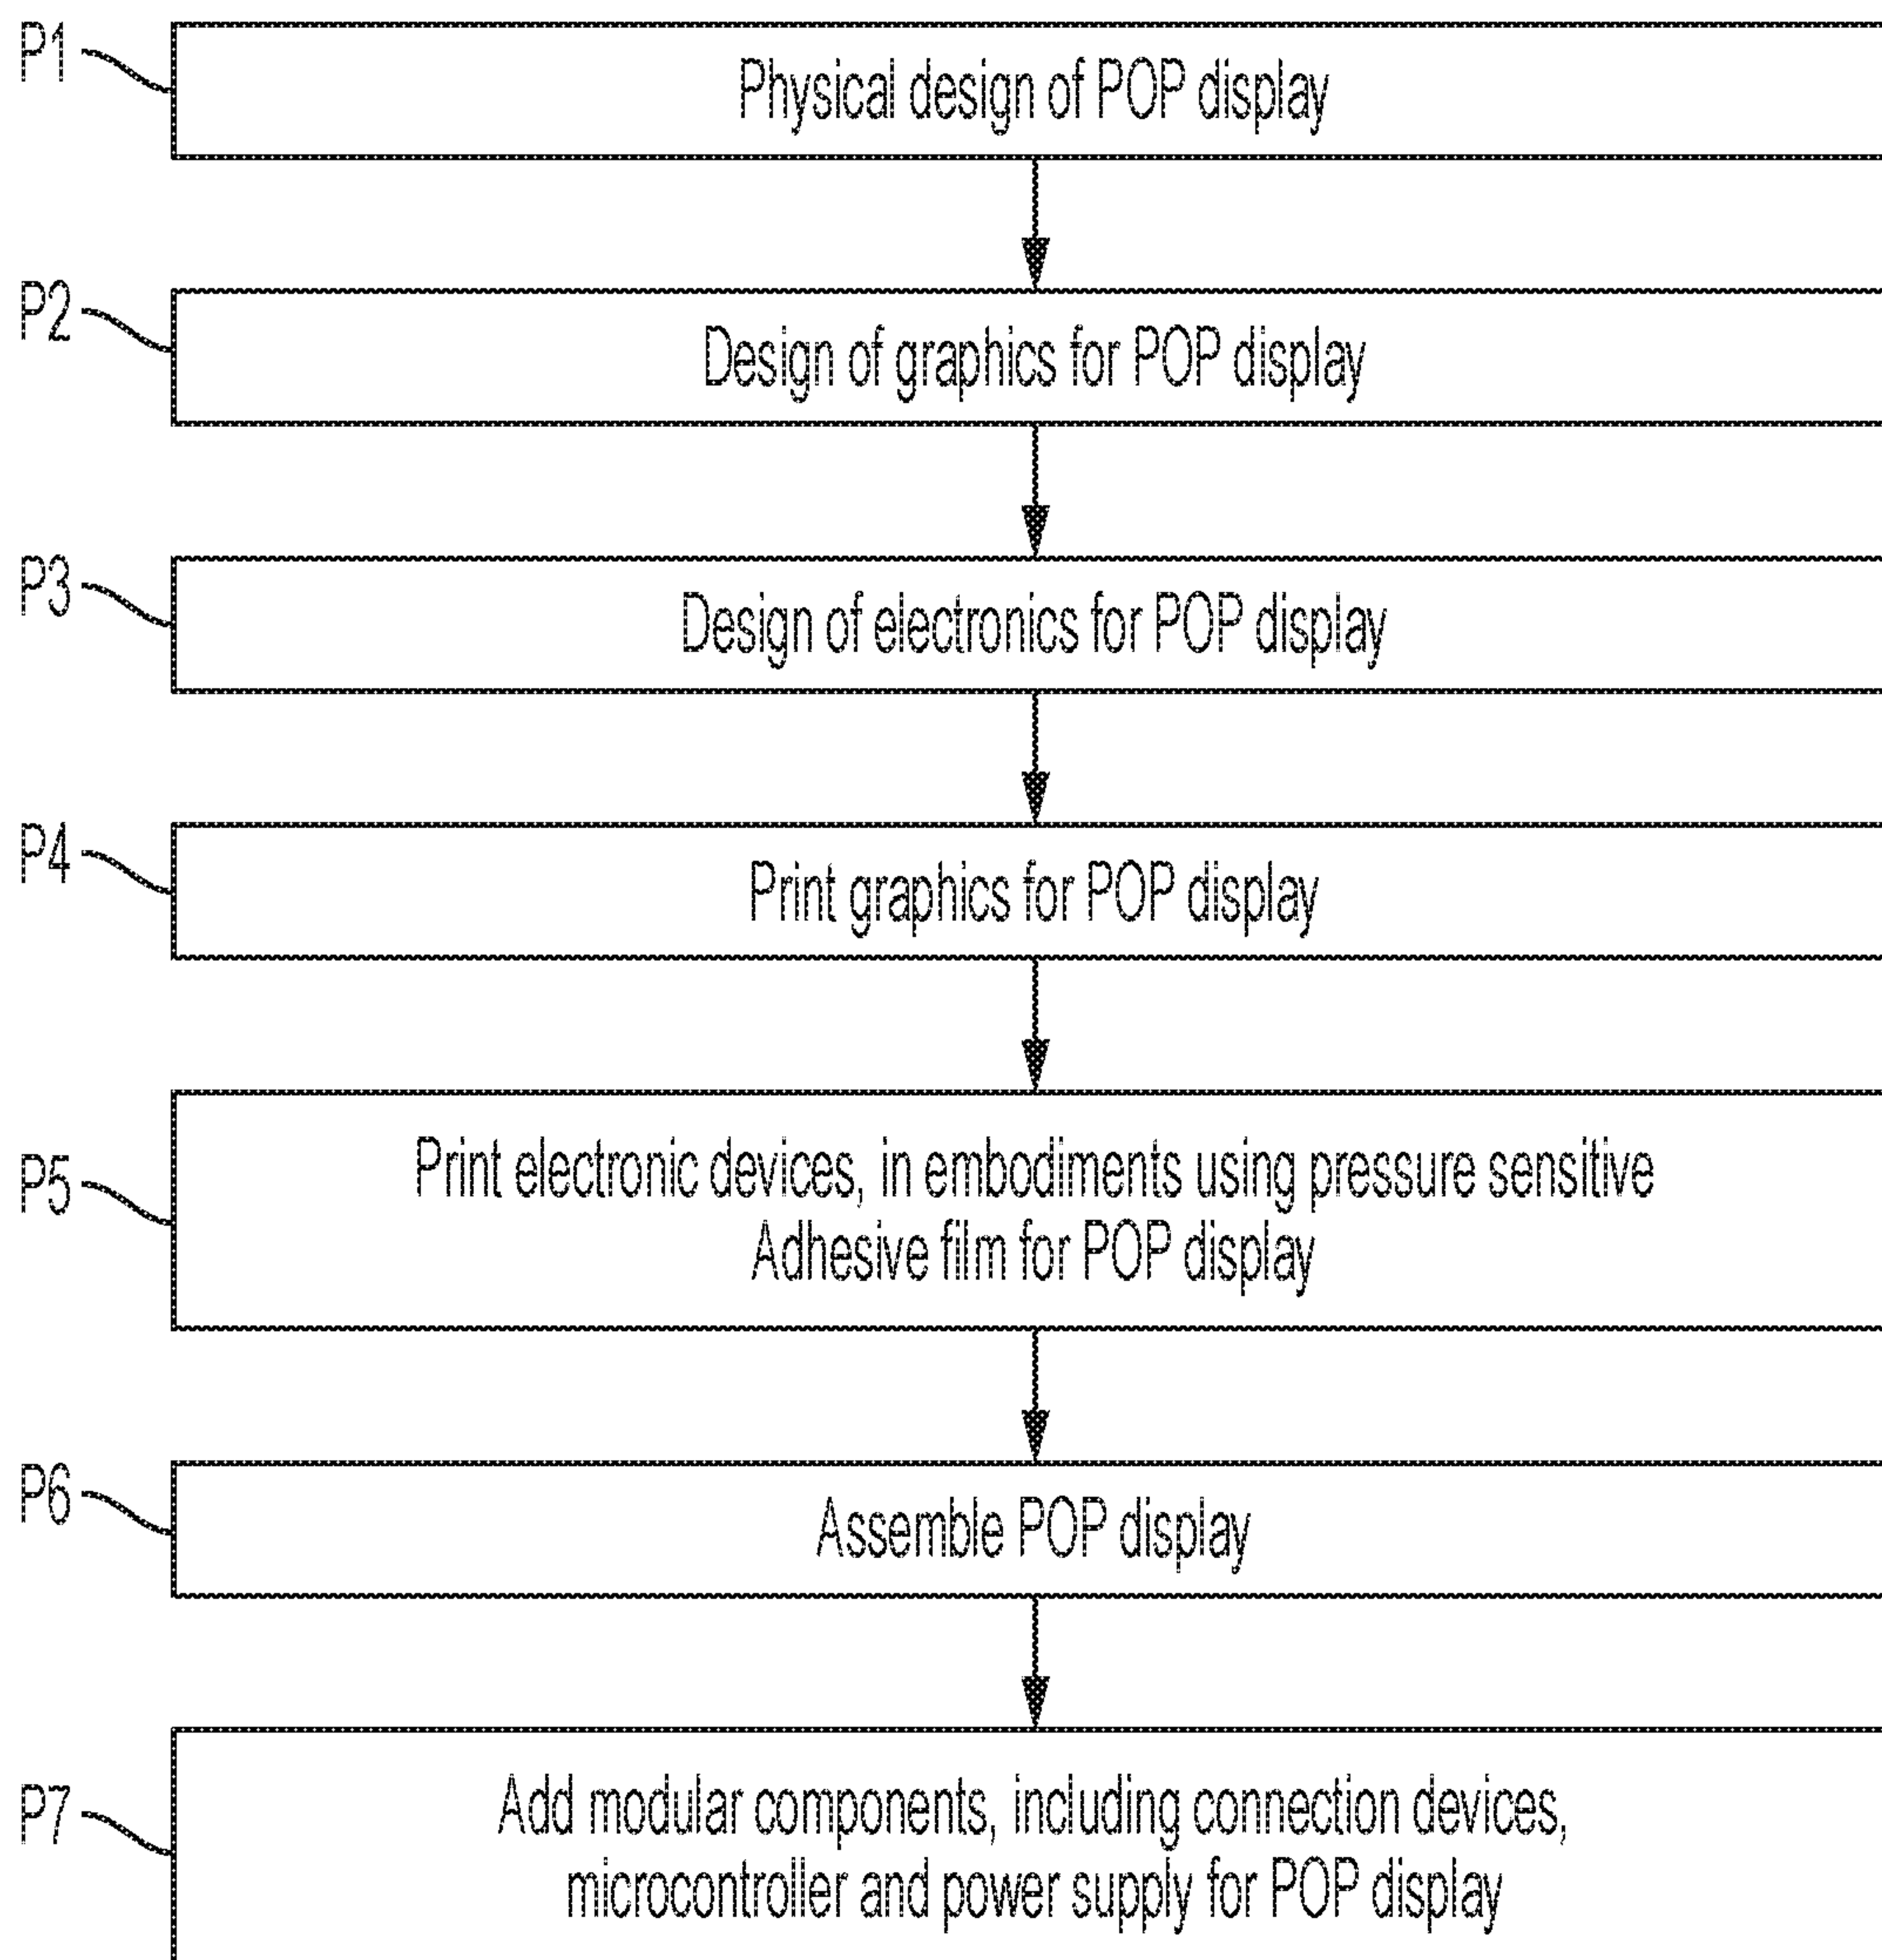 P1
Physical design of POP display
P2
Design of graphics for POP display
P3
Design of electronics for POP display
P4
Print graphics for POP display
P5
Print electronic devices, in embodiments using pressure sensitive
Adhesive film for POP display
P6
Assemble POP display
P7
Add modular components, including connection devices,
microcontroller and power supply for POP display